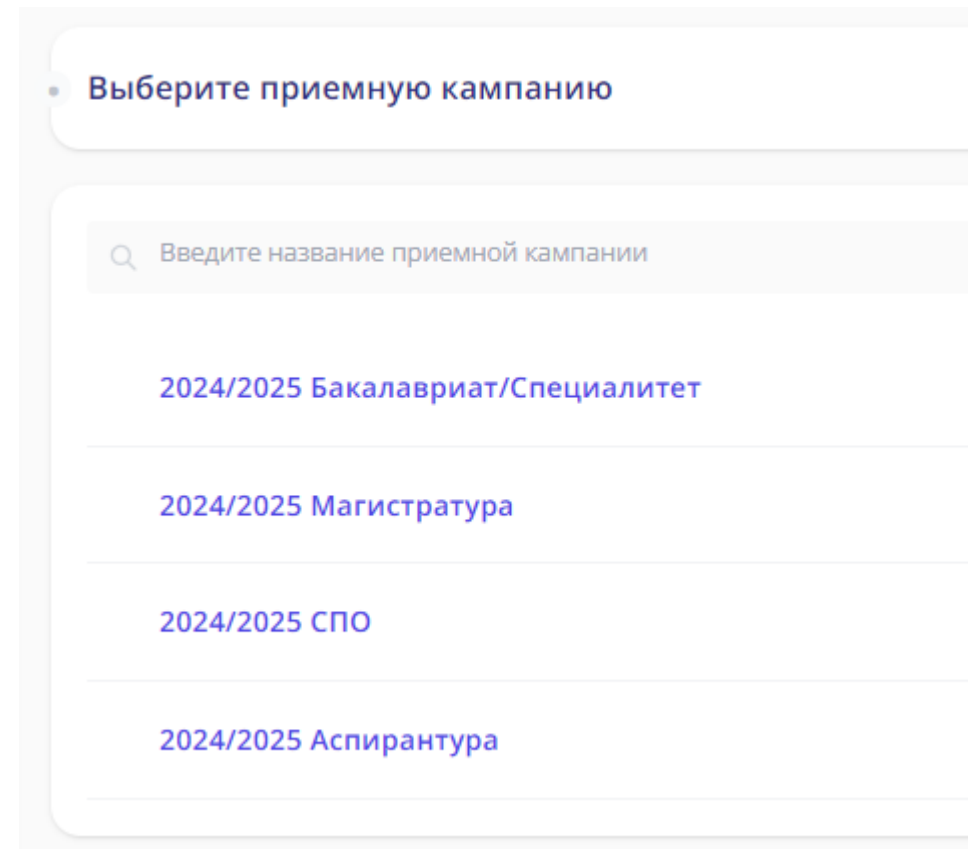 Выберите приемную кампанию
Введите название приемной кампании
2024/2025 Бакалавриат/Специалитет
2024/2025 Магистратура
2024/2025 СПО
2024/2025 Аспирантура